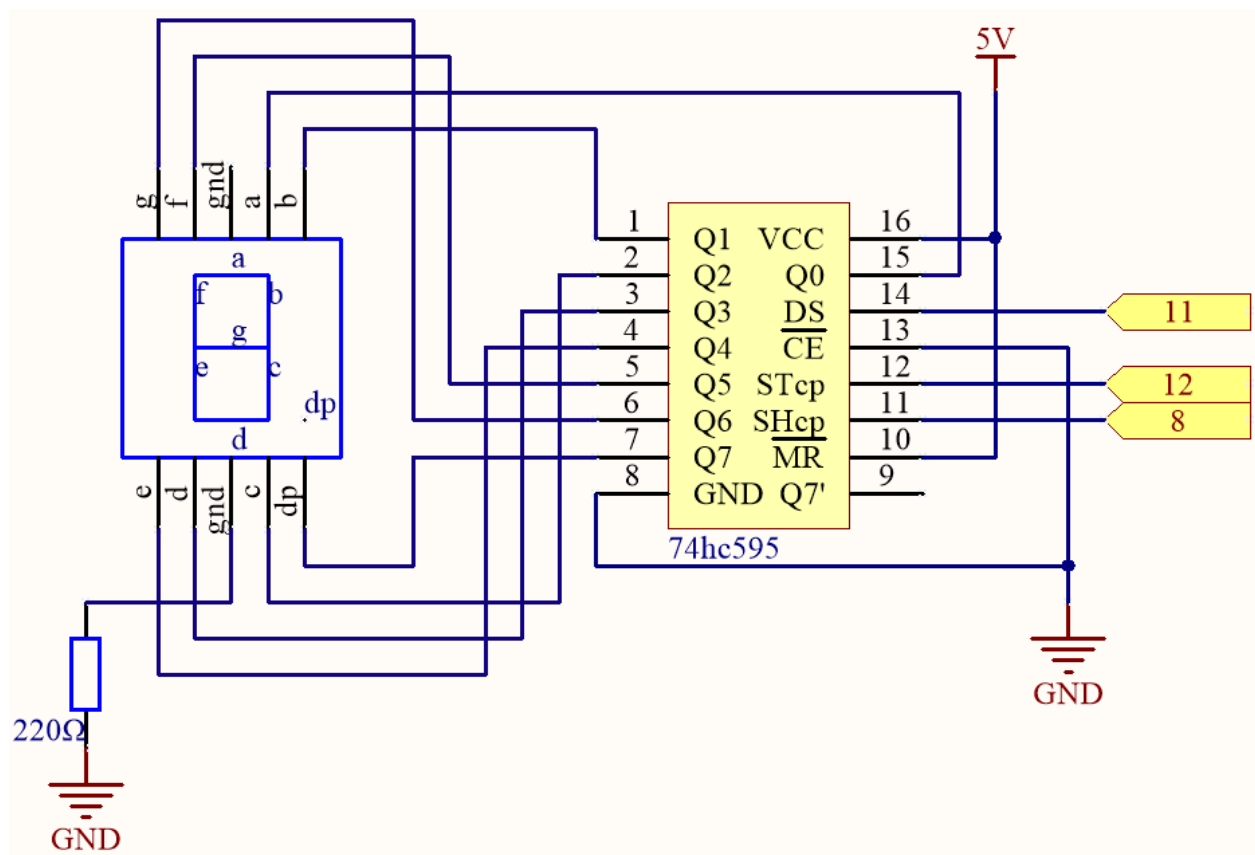 5V
g f gnd a b
a
f b
g
e c
dp
d
e d gnd c dp
220Ω
GND
1 Q1 VCC 16
2 Q2 Q0 15
3 Q3 DS 14 11
4 Q4 CE 13
5 Q5 STcp 12 12
6 Q6 SHcp 11 8
7 Q7 MR 10
8 GND Q7' 9
74hc595
GND